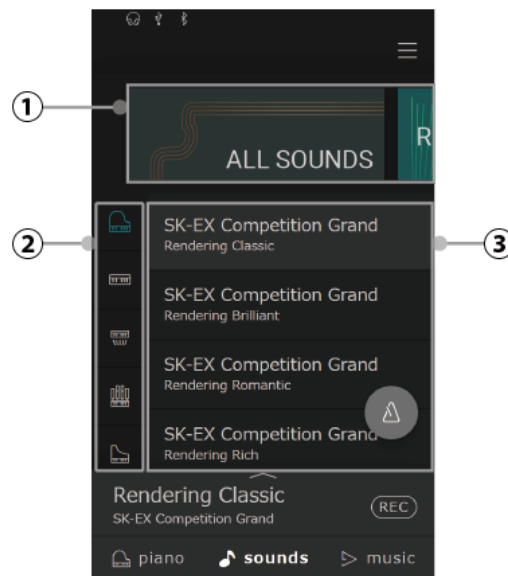 1
ALL SOUNDS
R
2
3
SK-EX Competition Grand
Rendering Classic
SK-EX Competition Grand
Rendering Brilliant
SK-EX Competition Grand
Rendering Romantic
SK-EX Competition Grand
Rendering Rich
Rendering Classic
SK-EX Competition Grand
REC
piano sounds music